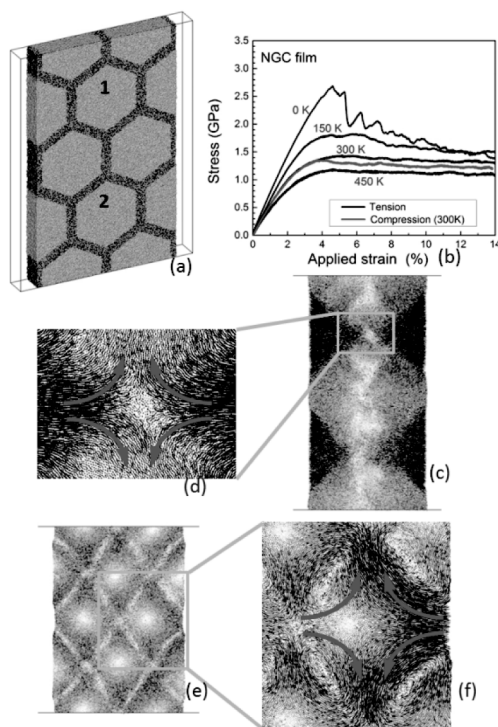 (a)
1
2
NGC film
0 K
150 K
300 K
450 K
Tension
Compression (300K)
Stress (GPa)
3.5
3.0
2.5
2.0
1.5
1.0
0.5
0.0
0 2 4 6 8 10 12 14
Applied strain (%)
(b)
(c)
(d)
(e)
(f)